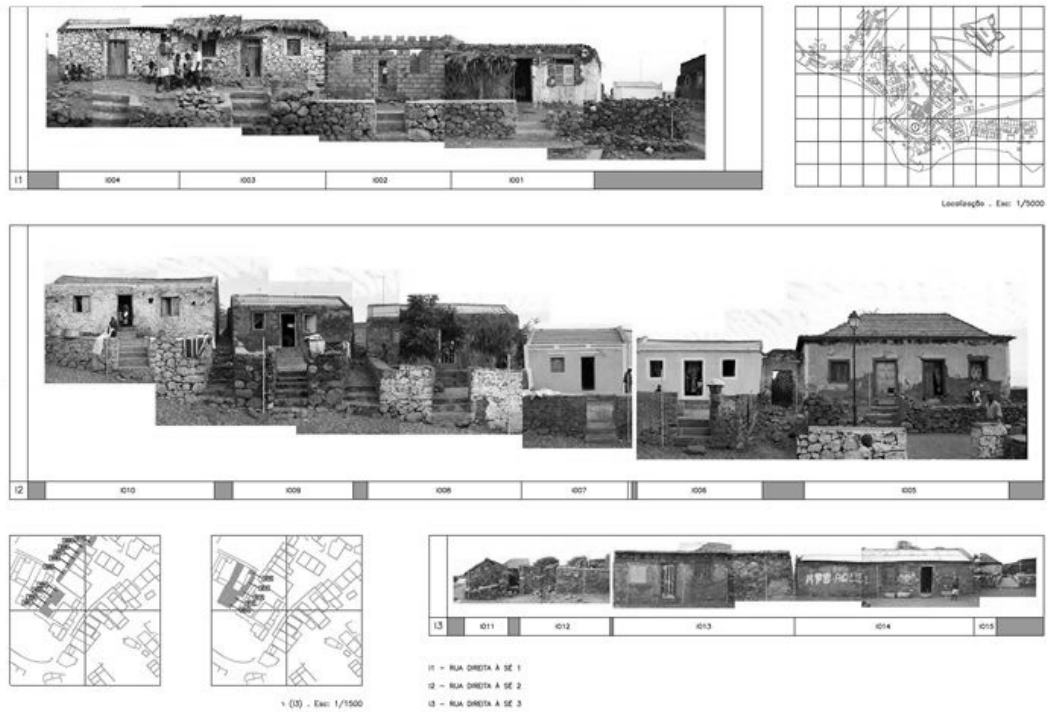 I1 I004 I003 I002 I001
Localização . Esc: 1/5000
I2 I010 I009 I008 I007 I006 I005
I3 I011 I012 I013 I014 I015
(I3) . Esc: 1/1500
I1 - RUA DIREITA À SÉ 1
I2 - RUA DIREITA À SÉ 2
I3 - RUA DIREITA À SÉ 3